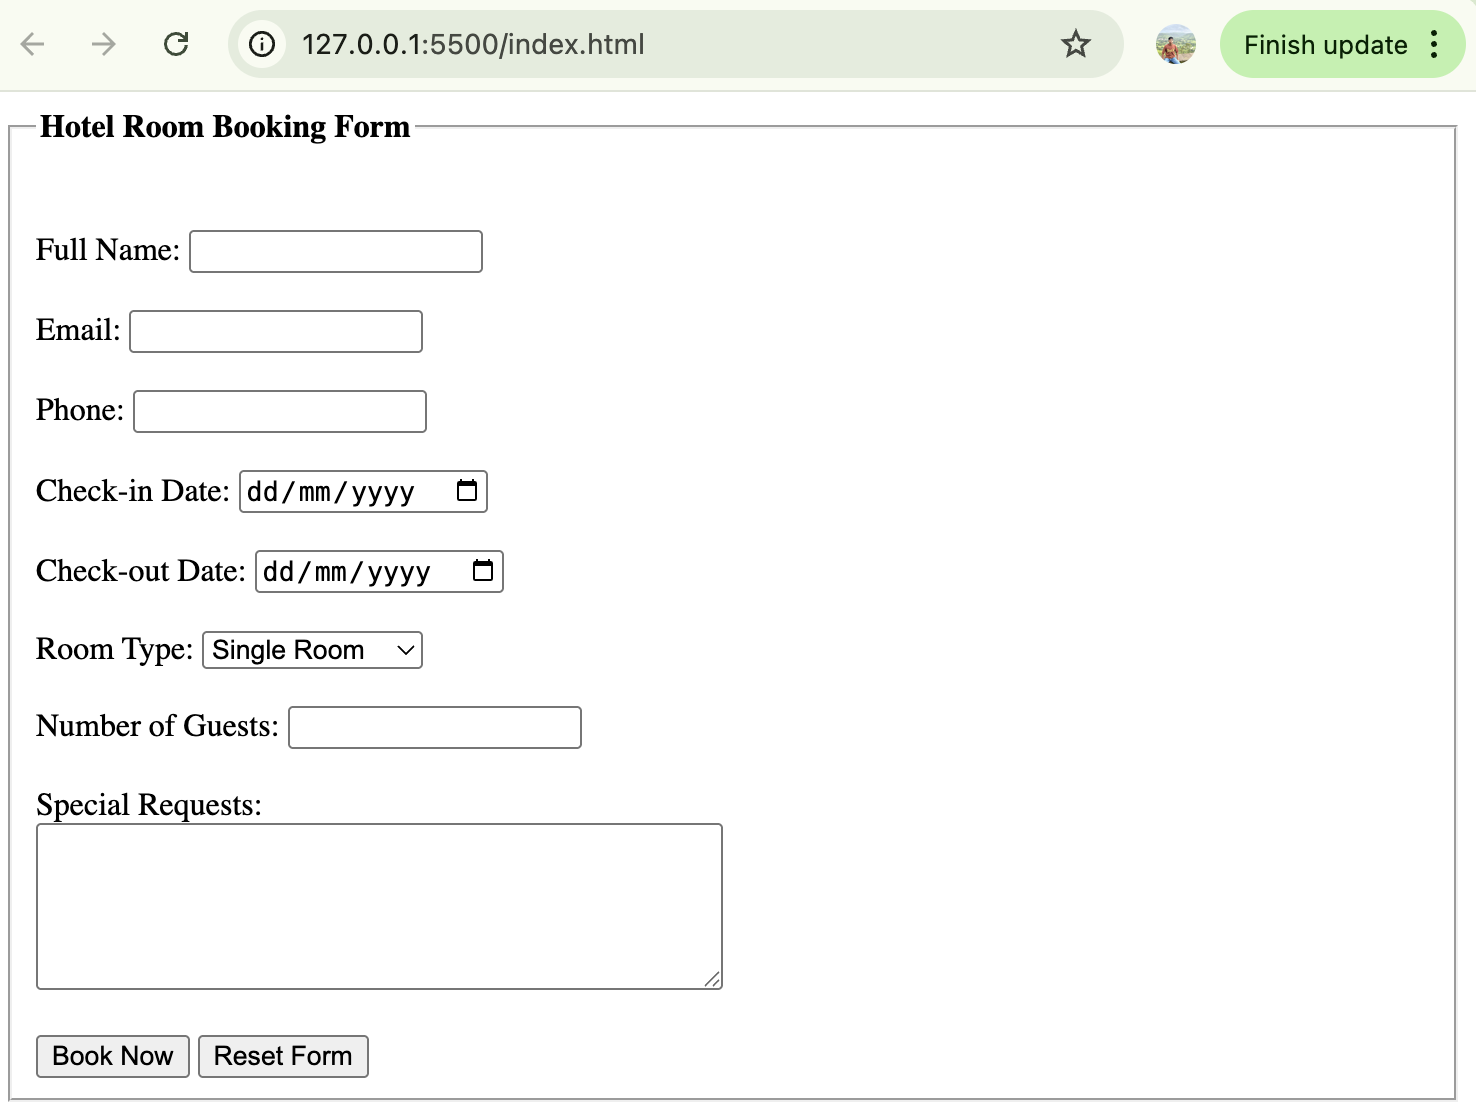 127.0.0.1:5500/index.html
Finish update
Hotel Room Booking Form
Full Name:
Email:
Phone:
Check-in Date: dd/mm/yyyy
Check-out Date: dd/mm/yyyy
Room Type: Single Room
Number of Guests:
Special Requests:
Book Now Reset Form